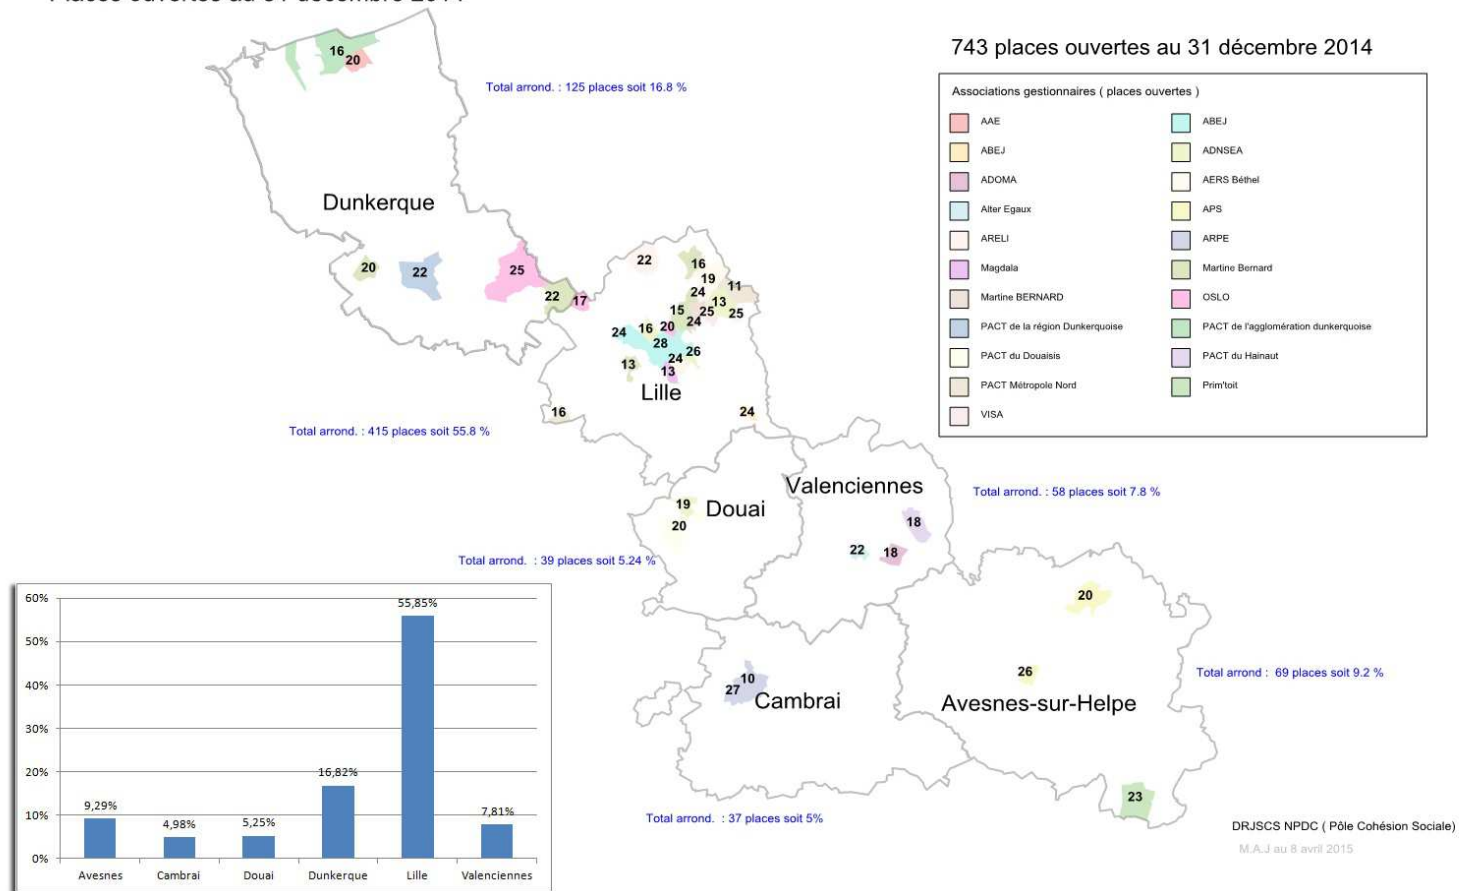 743 places ouvertes au 31 décembre 2014
Associations gestionnaires ( places ouvertes )
AAE
ABEJ
ABEJ
ADNSEA
ADOMA
AERS Béthel
Alter Egaux
APS
ARELI
ARPE
Magdala
Martine Bernard
Martine BERNARD
OSLO
PACT de la région Dunkerquoise
PACT de l'agglomération dunkerquoise
PACT du Douaisis
PACT du Hainaut
PACT Métropole Nord
Prim'toit
VISA
16
20
Total arrond. : 125 places soit 16.8 %
Dunkerque
20
22
25
22
17
22
16
19
24
11
13
15
25
25
24
20
16
24
28
26
24
13
13
Lille
16
24
Total arrond. : 415 places soit 55.8 %
Valenciennes
Total arrond. : 58 places soit 7.8 %
19
Douai
20
18
22
18
Total arrond. : 39 places soit 5.24 %
20
26
Total arrond : 69 places soit 9.2 %
10
27
Cambrai
Avesnes-sur-Helpe
23
Total arrond. : 37 places soit 5%
DRJSCS NPDC ( Pôle Cohésion Sociale)
M.A.J au 8 avril 2015
60%
50%
40%
30%
20%
10%
0%
9,29%
4,98%
5,25%
16,82%
55,85%
7,81%
Avesnes
Cambrai
Douai
Dunkerque
Lille
Valenciennes